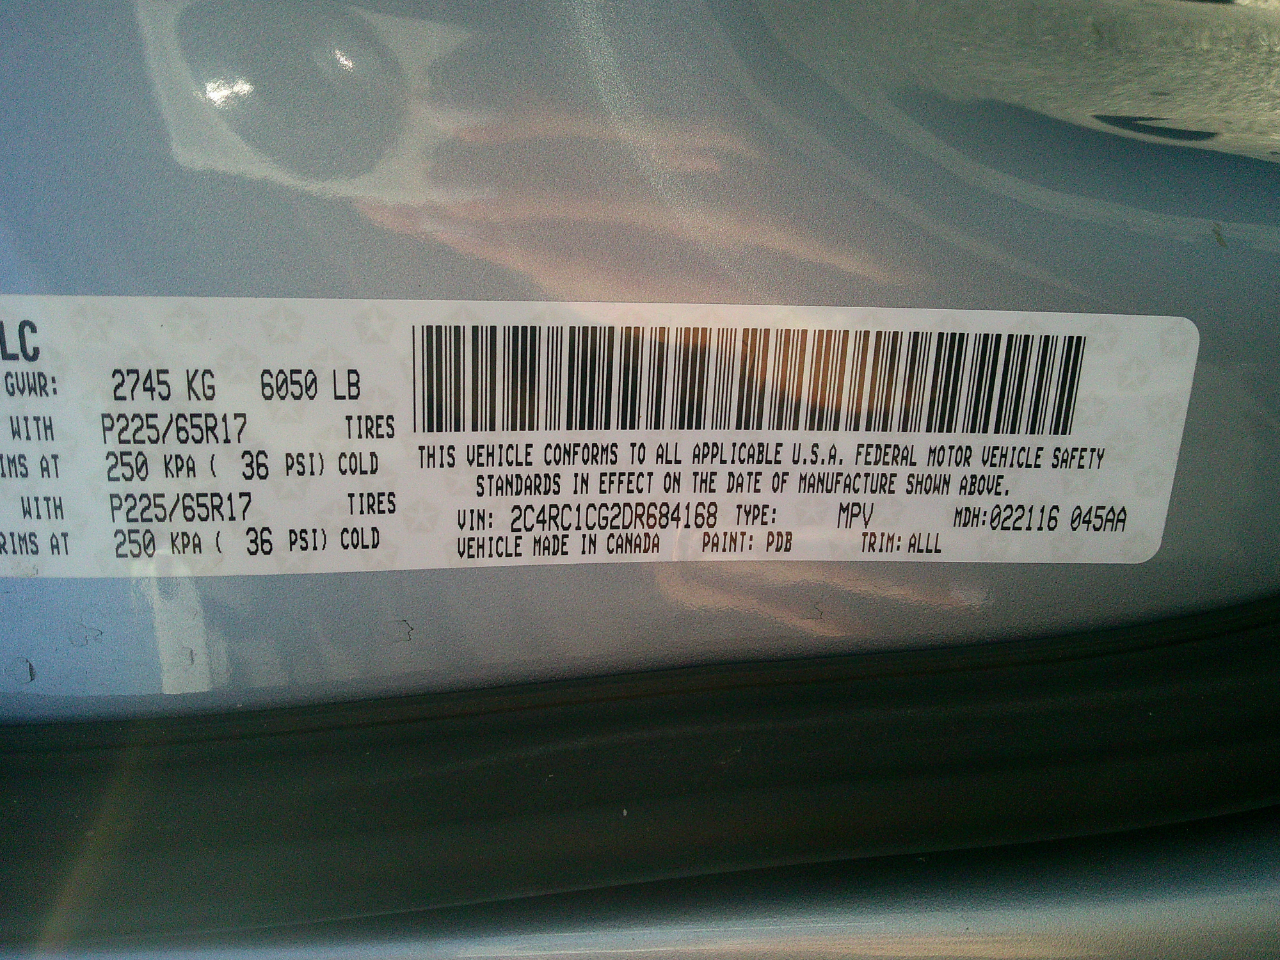 LC
GVWR: 2745 KG 6050 LB
WITH P225/65R17 TIRES
IMS AT 250 KPA ( 36 PSI) COLD
WITH P225/65R17 TIRES
RIMS AT 250 KPA ( 36 PSI) COLD
THIS VEHICLE CONFORMS TO ALL APPLICABLE U.S.A. FEDERAL MOTOR VEHICLE SAFETY
STANDARDS IN EFFECT ON THE DATE OF MANUFACTURE SHOWN ABOVE.
VIN: 2C4RC1CG2DR684168 TYPE: MPV MDH:022116 045AA
VEHICLE MADE IN CANADA PAINT: PDB TRIM: ALLL